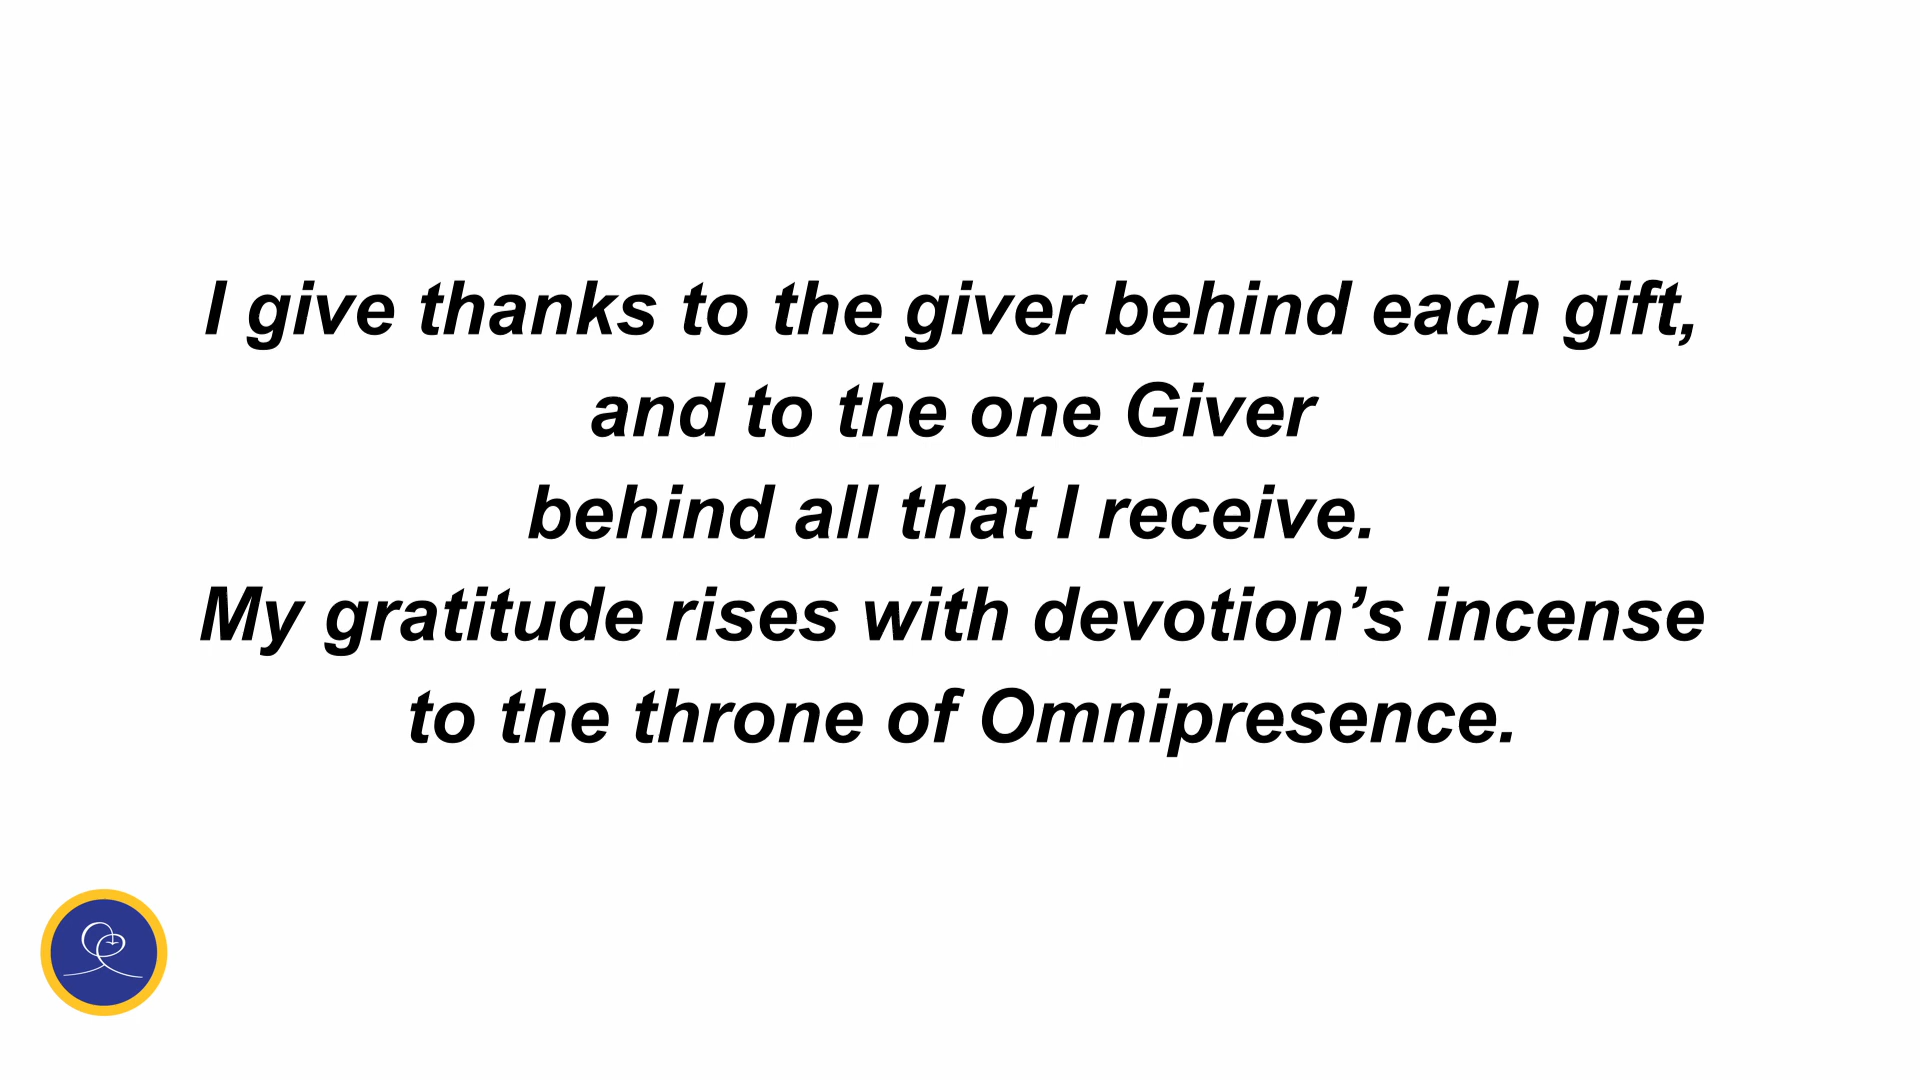 I give thanks to the giver behind each gift,
and to the one Giver
behind all that I receive.
My gratitude rises with devotion’s incense
to the throne of Omnipresence.